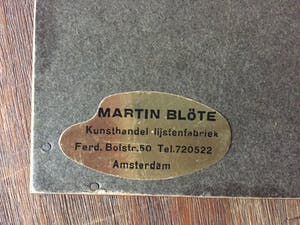 MARTIN BLÖTE
Kunsthandel - lijstenfabriek
Ferd. Bolstr. 50 Tel. 720522
Amsterdam